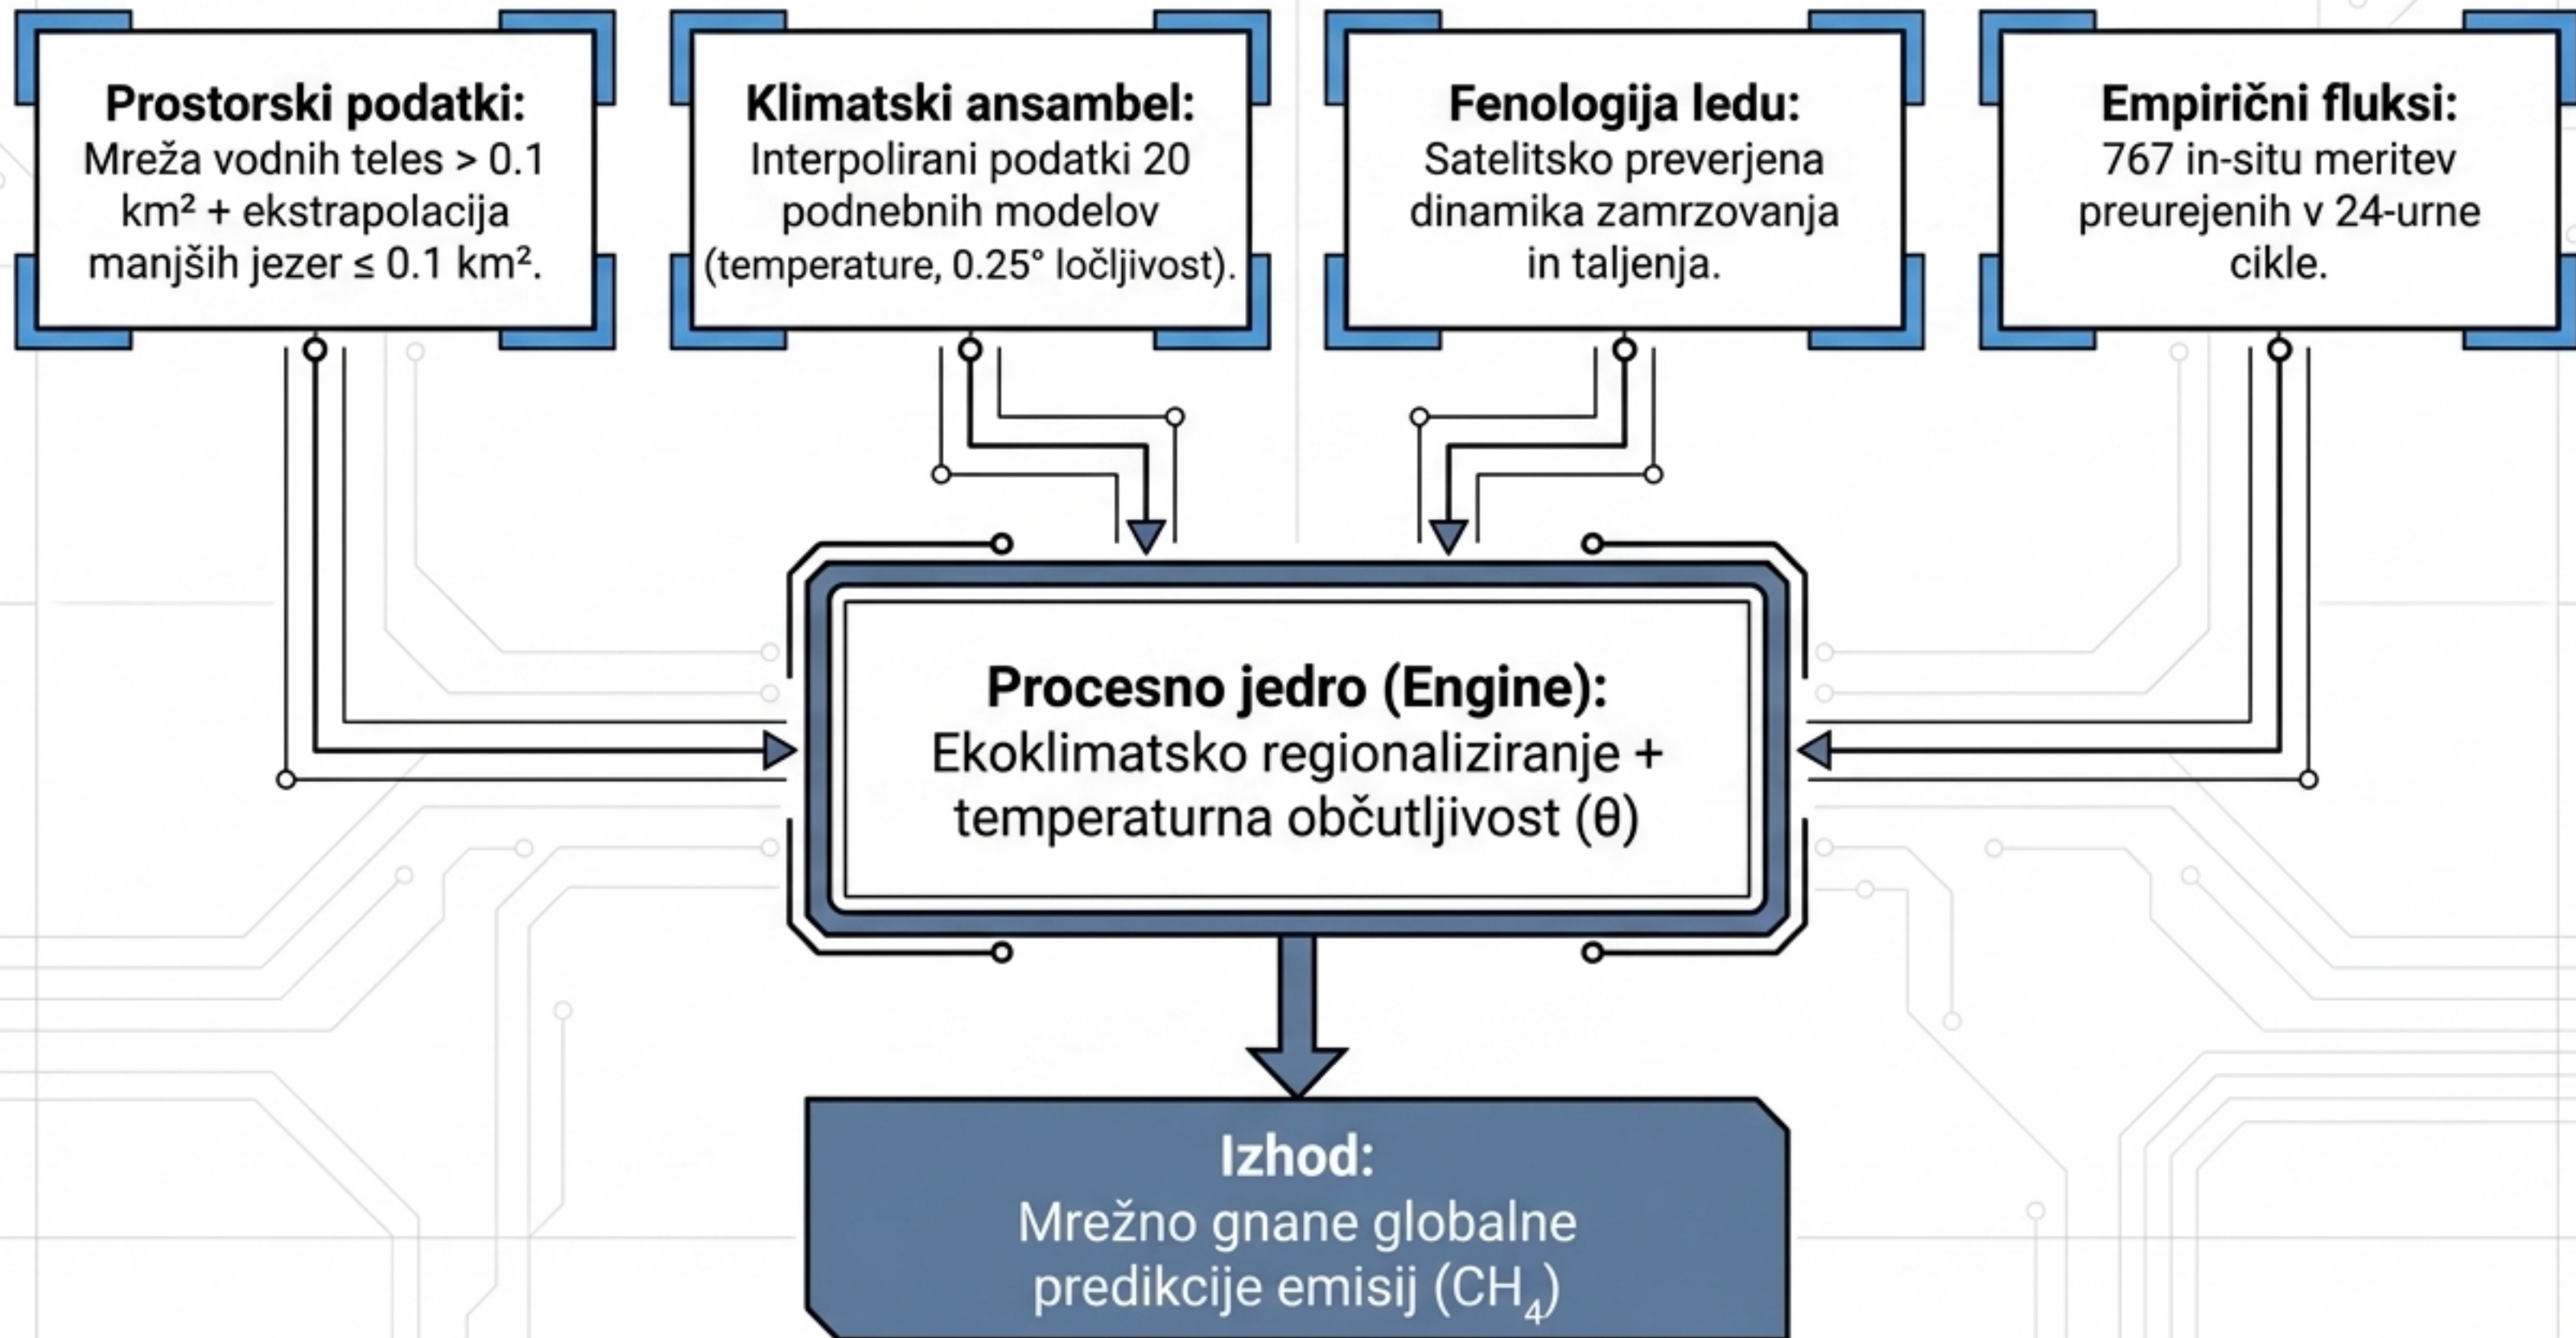 Prostorski podatki:
Mreža vodnih teles > 0.1
km² + ekstrapolacija
manjših jezer ≤ 0.1 km².
Klimatski ansambel:
Interpolirani podatki 20
podnebnih modelov
(temperature, 0.25° ločljivost).
Fenologija ledu:
Satelitsko preverjena
dinamika zamrzovanja
in taljenja.
Empirični fluksi:
767 in-situ meritev
preurejenih v 24-urne
cikle.
Procesno jedro (Engine):
Ekoklimatsko regionaliziranje +
temperaturna občutljivost (θ)
Izhod:
Mrežno gnane globalne
predikcije emisij (CH₄)